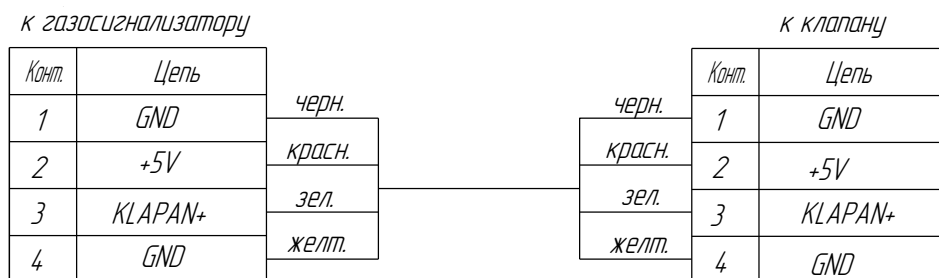 к газосигнализатору
к клапану
Конт. Цепь
1 GND
2 +5V
3 KLAPAN+
4 GND
черн.
красн.
зел.
желт.
черн.
красн.
зел.
желт.
Конт. Цепь
1 GND
2 +5V
3 KLAPAN+
4 GND